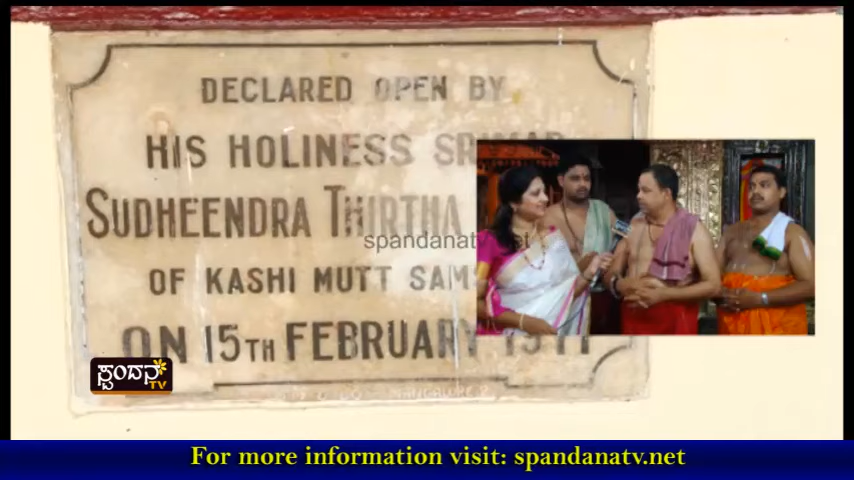 DECLARED OPEN BY
HIS HOLINESS
SUDHEENDRA THIRTHA
spandanatv.net
OF KASHI MUTT
ON 15TH FEBRUARY
ಸ್ಪಂದನ
TV
For more information visit: spandanatv.net